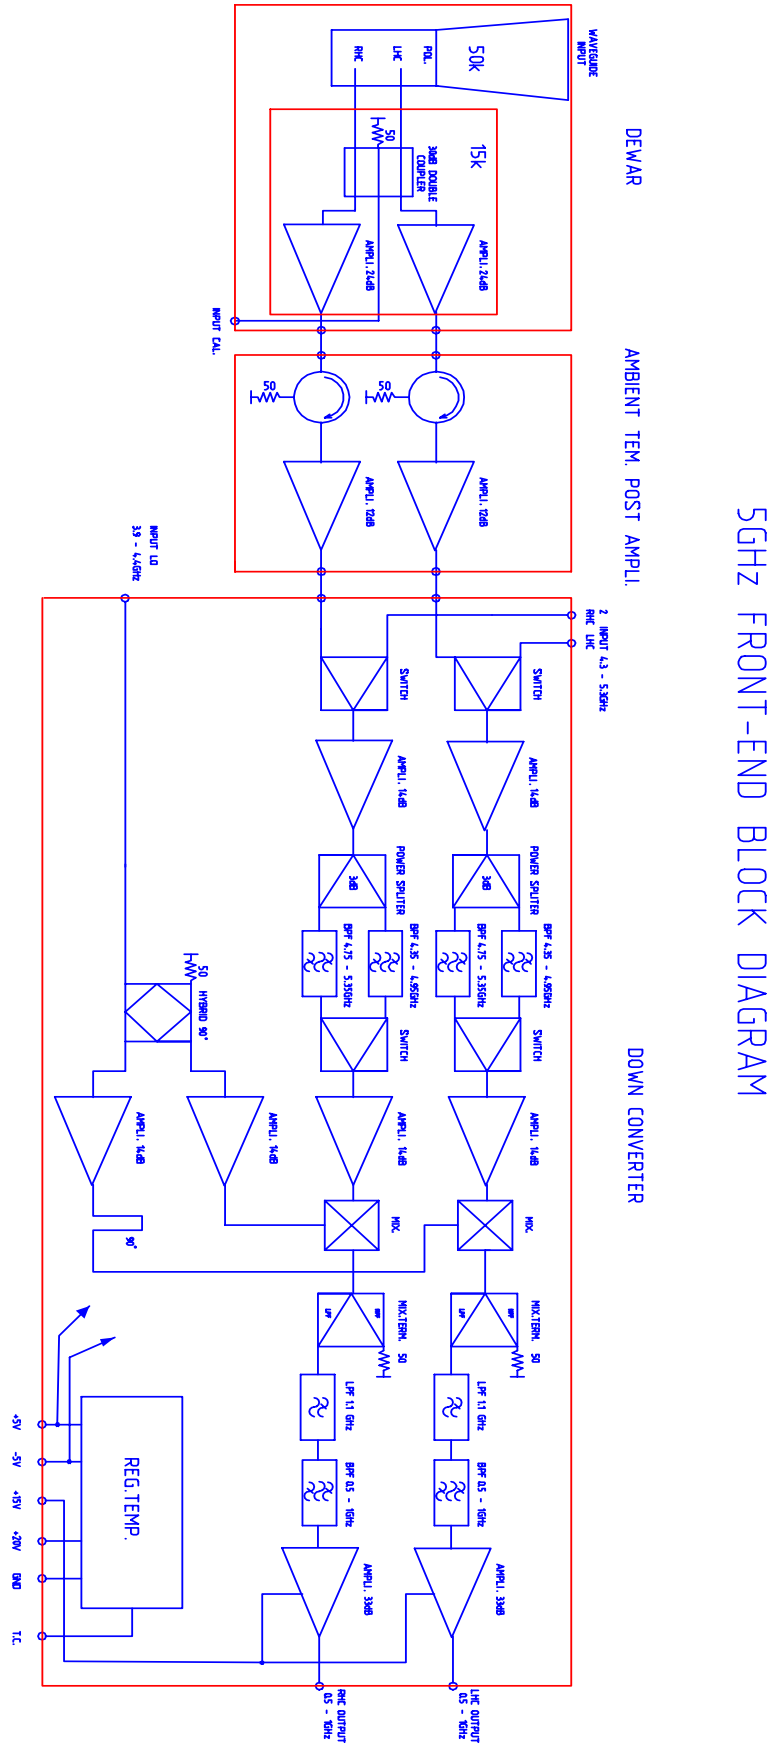 5GHz FRONT-END BLOCK DIAGRAM
DEWAR
AMBIENT TEM. POST AMPLI.
DOWN CONVERTER
WAVEGUIDE
INPUT
50k
POL.
LHC
RHC
15k
50
30dB DOUBLE
COUPLER
AMPLI. 24dB
AMPLI. 24dB
INPUT CAL.
50
50
AMPLI. 12dB
AMPLI. 12dB
INPUT LO
3.9 - 4.4GHz
2 INPUT 4.3 - 5.3GHz
RHC LHC
SWITCH
SWITCH
AMPLI. 14dB
AMPLI. 14dB
POWER SPLITER
3dB
POWER SPLITER
3dB
BPF 4.35 - 4.95GHz
BPF 4.75 - 5.35GHz
BPF 4.35 - 4.95GHz
BPF 4.75 - 5.35GHz
SWITCH
SWITCH
50
HYBRID 90°
AMPLI. 14dB
AMPLI. 14dB
AMPLI. 14dB
AMPLI. 14dB
MIX.
MIX.
90°
MIX.TERM. 50
HPF
LPF
MIX.TERM. 50
HPF
LPF
LPF 1.1 GHz
LPF 1.1 GHz
BPF 0.5 - 1GHz
BPF 0.5 - 1GHz
AMPLI. 33dB
AMPLI. 33dB
REG.TEMP.
+5V
-5V
+15V
+20V
GND
T.C.
LHC OUTPUT
0.5 - 1GHz
RHC OUTPUT
0.5 - 1GHz